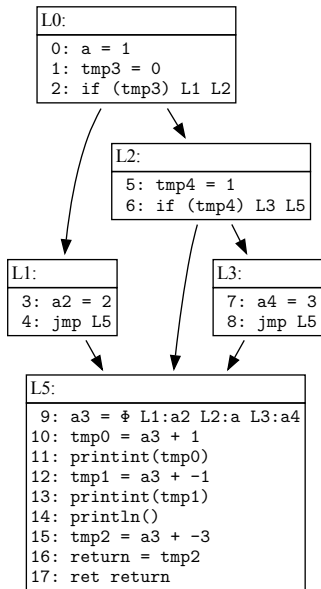 L0:
0: a = 1
1: tmp3 = 0
2: if (tmp3) L1 L2
L2:
5: tmp4 = 1
6: if (tmp4) L3 L5
L1:
3: a2 = 2
4: jmp L5
L3:
7: a4 = 3
8: jmp L5
L5:
9: a3 = Φ L1:a2 L2:a L3:a4
10: tmp0 = a3 + 1
11: printint(tmp0)
12: tmp1 = a3 + -1
13: printint(tmp1)
14: println()
15: tmp2 = a3 + -3
16: return = tmp2
17: ret return